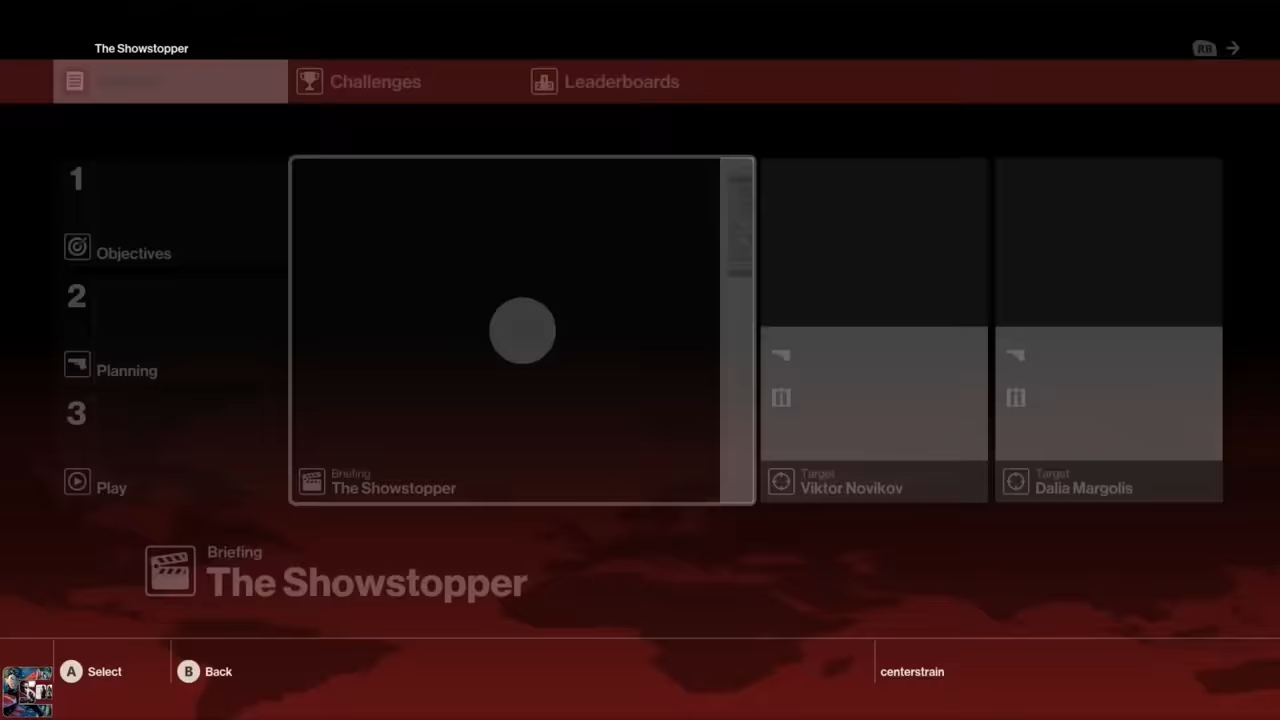 The Showstopper
RB
Challenges
Leaderboards
1
Objectives
2
Planning
3
Play
Briefing
The Showstopper
Target
Viktor Novikov
Target
Dalia Margolis
Briefing
The Showstopper
A Select
B Back
centerstrain